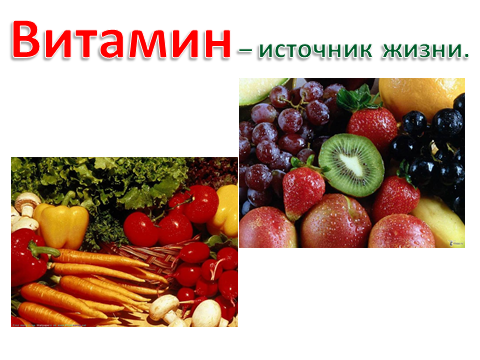 Витамин – источник жизни.